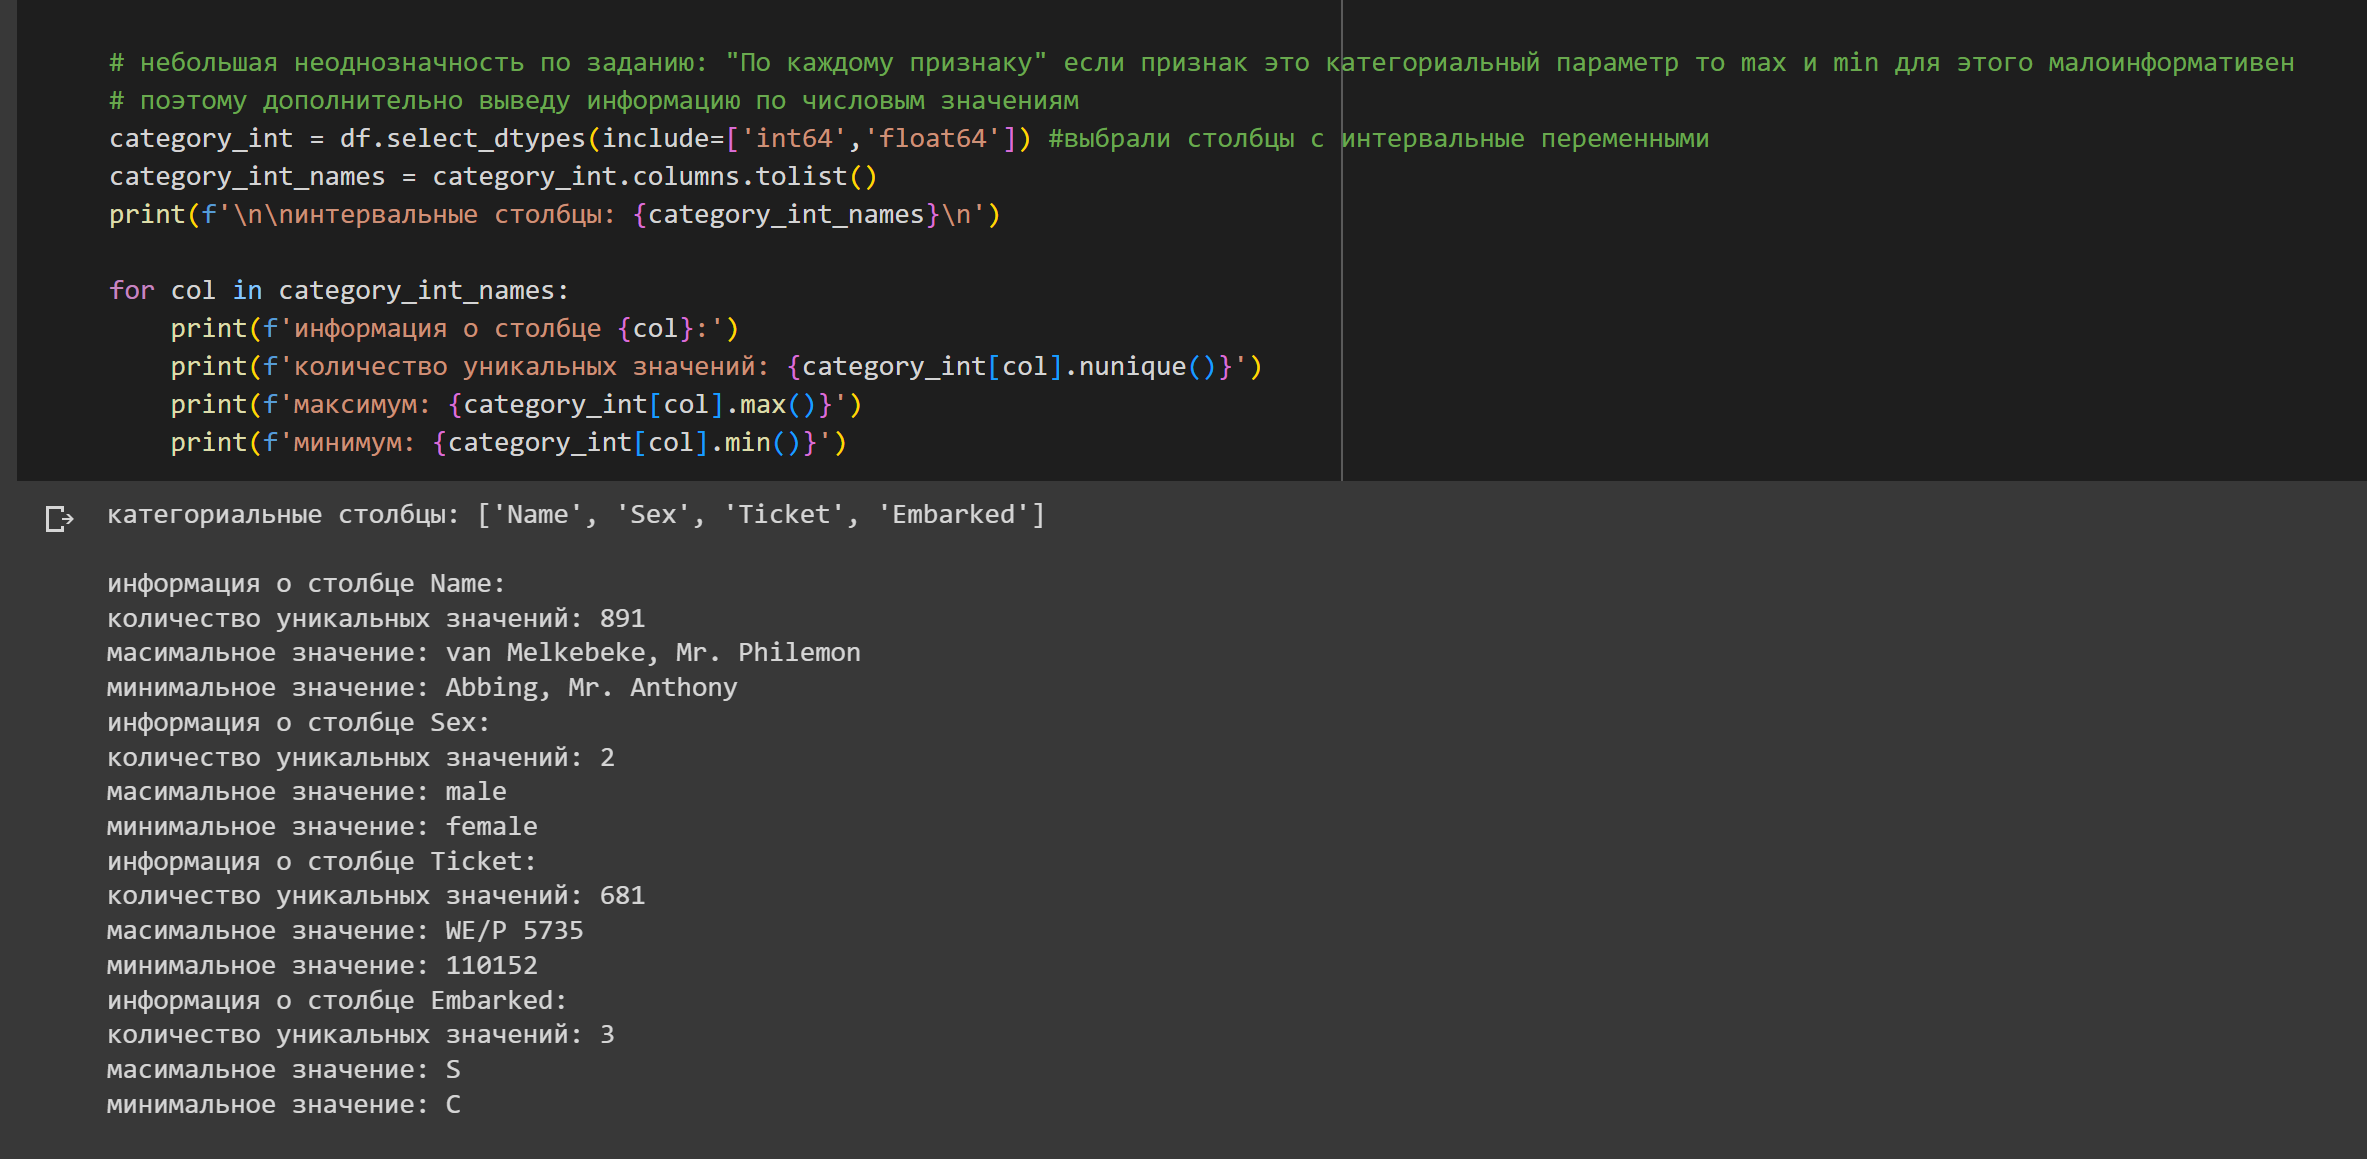 # небольшая неоднозначность по заданию: "По каждому признаку" если признак это категориальный параметр то max и min для этого малоинформативен
# поэтому дополнительно выведу информацию по числовым значениям
category_int = df.select_dtypes(include=['int64','float64']) #выбрали столбцы с интервальные переменными
category_int_names = category_int.columns.tolist()
print(f'\n\nинтервальные столбцы: {category_int_names}\n')
for col in category_int_names:
print(f'информация о столбце {col}:')
print(f'количество уникальных значений: {category_int[col].nunique()}')
print(f'максимум: {category_int[col].max()}')
print(f'минимум: {category_int[col].min()}')
категориальные столбцы: ['Name', 'Sex', 'Ticket', 'Embarked']
информация о столбце Name:
количество уникальных значений: 891
масимальное значение: van Melkebeke, Mr. Philemon
минимальное значение: Abbing, Mr. Anthony
информация о столбце Sex:
количество уникальных значений: 2
масимальное значение: male
минимальное значение: female
информация о столбце Ticket:
количество уникальных значений: 681
масимальное значение: WE/P 5735
минимальное значение: 110152
информация о столбце Embarked:
количество уникальных значений: 3
масимальное значение: S
минимальное значение: C